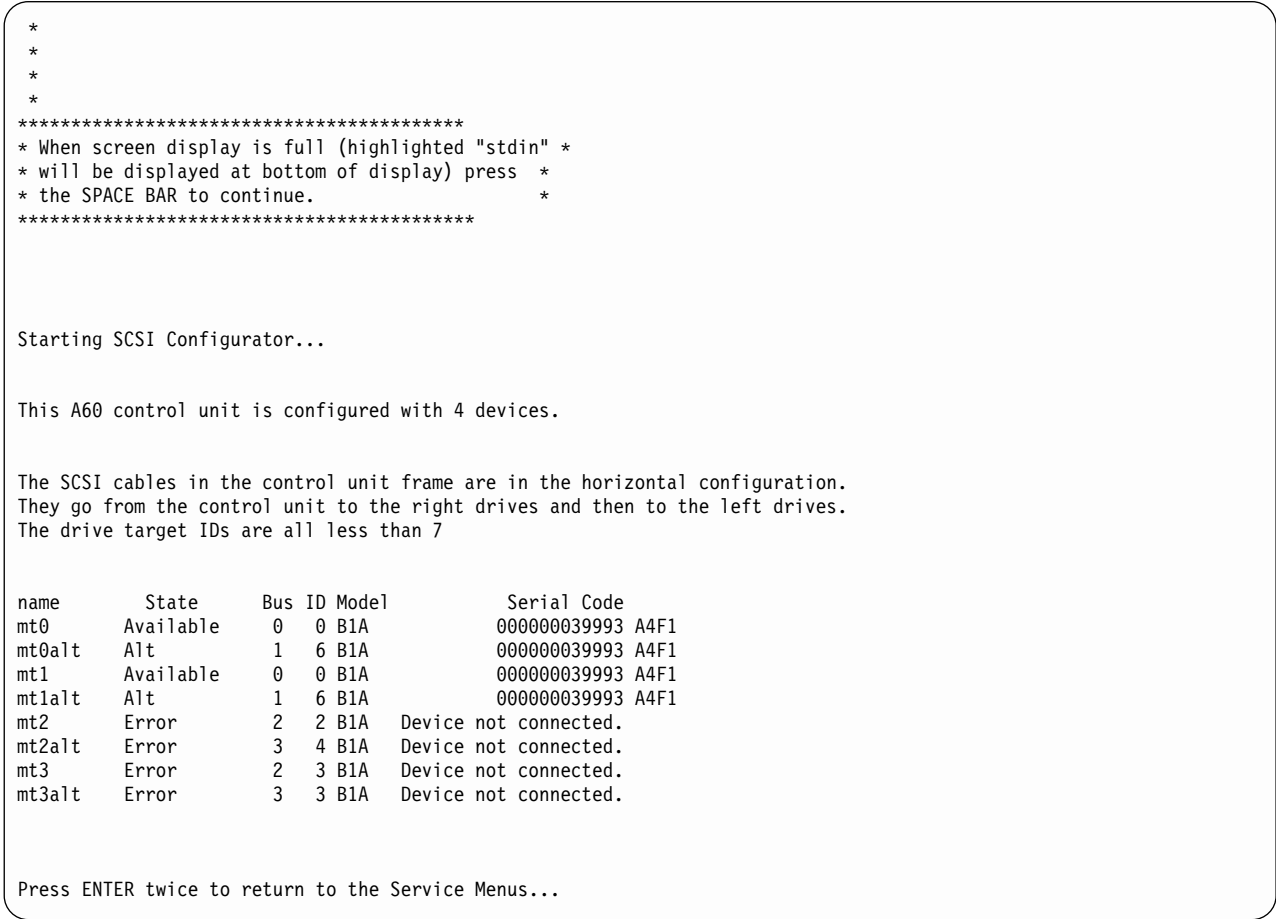 *
*
*
*
******************************************
* When screen display is full (highlighted "stdin" *
* will be displayed at bottom of display) press  *
* the SPACE BAR to continue.                     *
*******************************************
Starting SCSI Configurator...
This A60 control unit is configured with 4 devices.
The SCSI cables in the control unit frame are in the horizontal configuration.
They go from the control unit to the right drives and then to the left drives.
The drive target IDs are all less than 7
name        State      Bus ID Model           Serial Code
mt0       Available     0   0 B1A            000000039993 A4F1
mt0alt    Alt           1   6 B1A            000000039993 A4F1
mt1       Available     0   0 B1A            000000039993 A4F1
mt1alt    Alt           1   6 B1A            000000039993 A4F1
mt2       Error         2   2 B1A   Device not connected.
mt2alt    Error         3   4 B1A   Device not connected.
mt3       Error         2   3 B1A   Device not connected.
mt3alt    Error         3   3 B1A   Device not connected.
Press ENTER twice to return to the Service Menus...